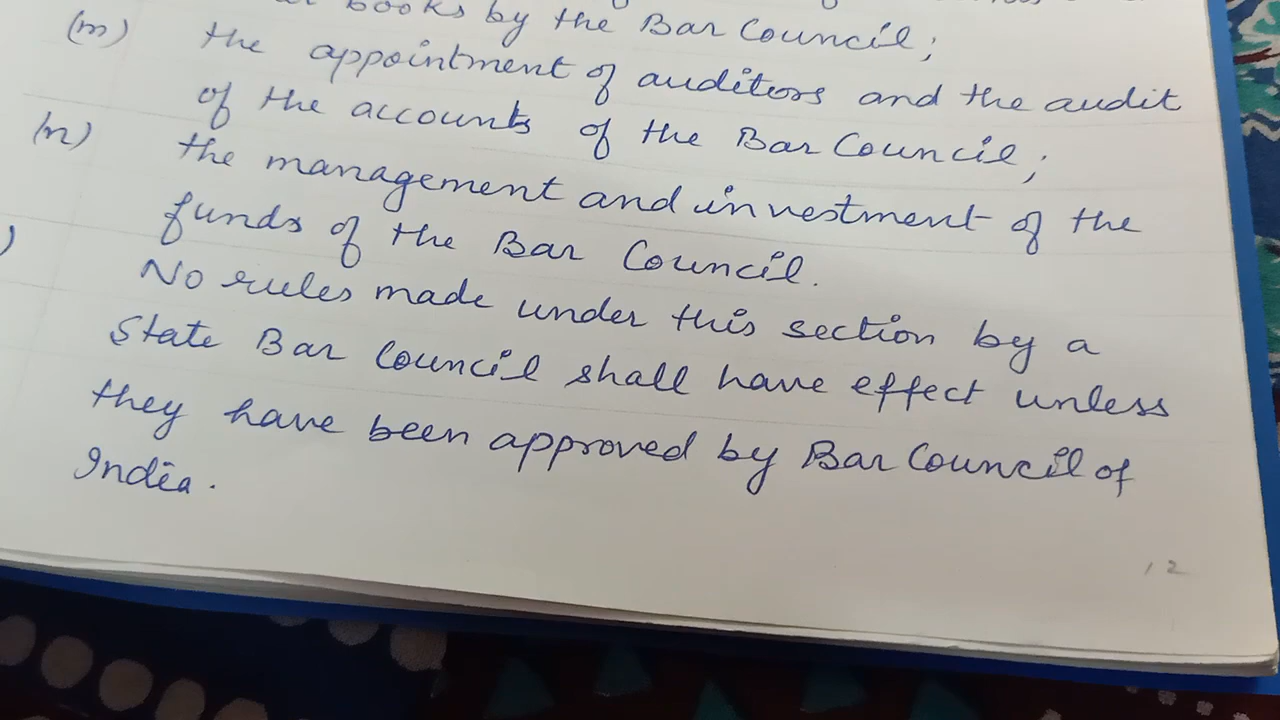 books by the Bar Council;
(m) the appointment of auditors and the audit
of the accounts of the Bar Council;
(n) the management and investment of the
funds of the Bar Council.
) No rules made under this section by a
State Bar Council shall have effect unless
they have been approved by Bar Council of
India.
12